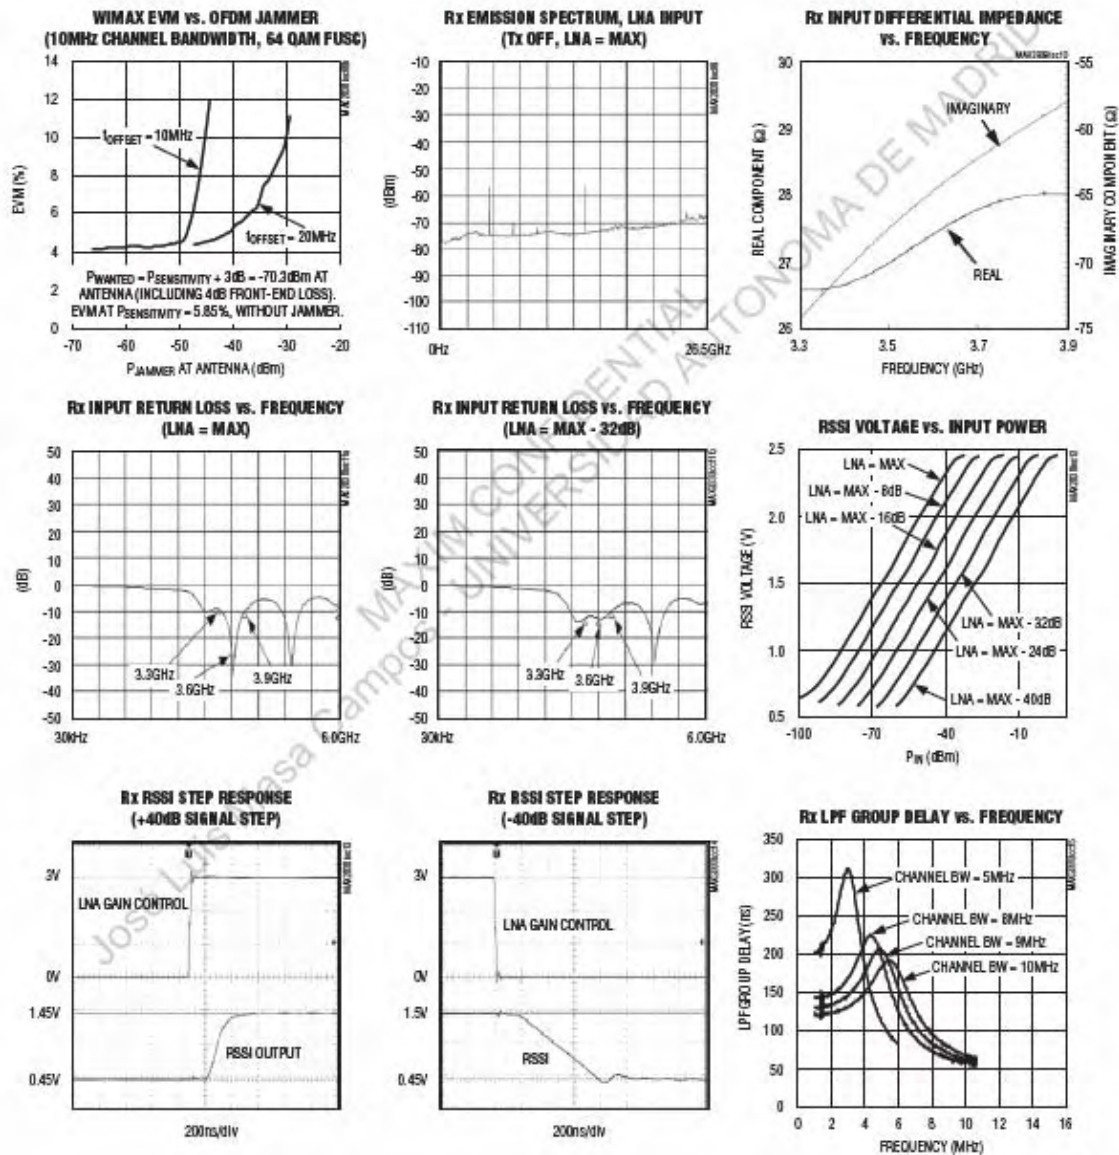 WIMAX EVM vs. OFDM JAMMER
(10MHz CHANNEL BANDWIDTH, 64 QAM FUSC)
14
12
10
8
6
4
2
0
EVM (%)
fOFFSET = 10MHz
fOFFSET = 20MHz
PWANTED = PSENSITIVITY + 3dB = -70.3dBm AT
ANTENNA (INCLUDING 4dB FRONT-END LOSS).
EVM AT PSENSITIVITY = 5.85%, WITHOUT JAMMER.
-70 -60 -50 -40 -30 -20
PJAMMER AT ANTENNA (dBm)
Rx EMISSION SPECTRUM, LNA INPUT
(Tx OFF, LNA = MAX)
-10
-20
-30
-40
-50
-60
-70
-80
-90
-100
-110
(dBm)
0Hz 26.5GHz
Rx INPUT DIFFERENTIAL IMPEDANCE
vs. FREQUENCY
30
29
28
27
26
REAL COMPONENT (Ω)
IMAGINARY
REAL
-55
-60
-65
-70
-75
IMAGINARY COMPONENT (Ω)
3.3 3.5 3.7 3.9
FREQUENCY (GHz)
Rx INPUT RETURN LOSS vs. FREQUENCY
(LNA = MAX)
50
40
30
20
10
0
-10
-20
-30
-40
-50
(dB)
3.3GHz
3.6GHz
3.9GHz
30kHz 6.0GHz
Rx INPUT RETURN LOSS vs. FREQUENCY
(LNA = MAX - 32dB)
50
40
30
20
10
0
-10
-20
-30
-40
-50
(dB)
3.3GHz
3.6GHz
3.9GHz
30kHz 6.0GHz
RSSI VOLTAGE vs. INPUT POWER
2.5
2.0
1.5
1.0
0.5
RSSI VOLTAGE (V)
LNA = MAX
LNA = MAX - 8dB
LNA = MAX - 16dB
LNA = MAX - 32dB
LNA = MAX - 24dB
LNA = MAX - 40dB
-100 -70 -40 -10
PIN (dBm)
Rx RSSI STEP RESPONSE
(+40dB SIGNAL STEP)
3V
LNA GAIN CONTROL
0V
1.45V
RSSI OUTPUT
0.45V
200ns/div
Rx RSSI STEP RESPONSE
(-40dB SIGNAL STEP)
3V
LNA GAIN CONTROL
0V
RSSI
0.45V
200ns/div
Rx LPF GROUP DELAY vs. FREQUENCY
350
300
250
200
150
100
50
0
LPF GROUP DELAY (ns)
CHANNEL BW = 5MHz
CHANNEL BW = 8MHz
CHANNEL BW = 9MHz
CHANNEL BW = 10MHz
0 2 4 6 8 10 12 14 16
FREQUENCY (MHz)
MAXIM CONFIDENTIAL
José Luis Masa Campos - UNIVERSIDAD AUTONOMA DE MADRID